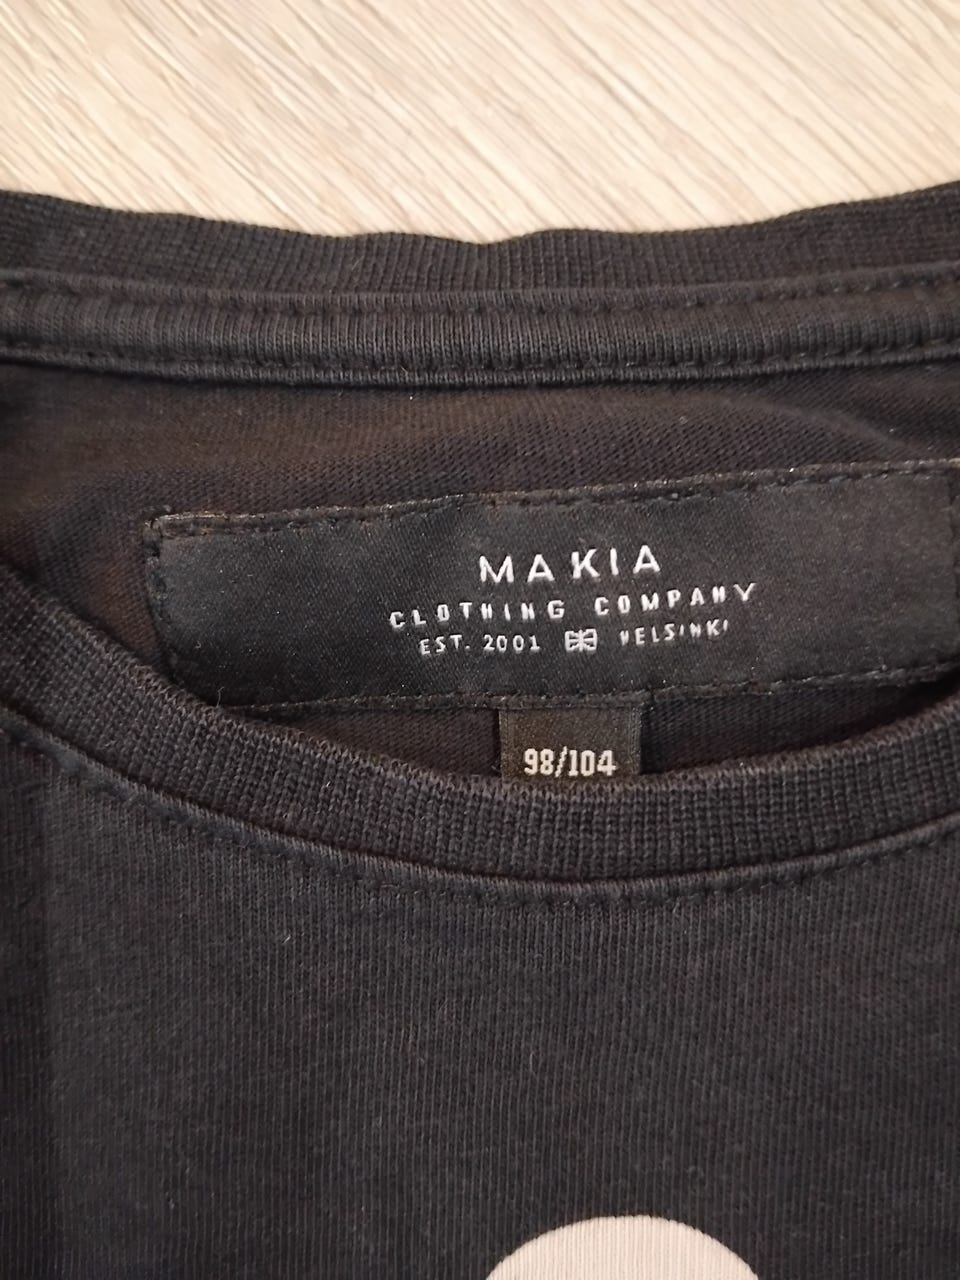 MAKIA
CLOTHING COMPANY
EST. 2001 HELSINKI
98/104